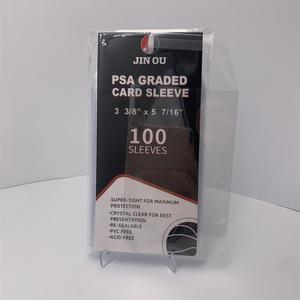 JIN OU
PSA GRADED
CARD SLEEVE
3 3/8" x 5 7/16"
100
SLEEVES
.SUPER-TIGHT FOR MAXIMUM
PROTECTION
-CRYSTAL CLEAR FOR BEST
PRESENTATION
-RE-SEALABLE
-PVC FREE
-ACID FREE